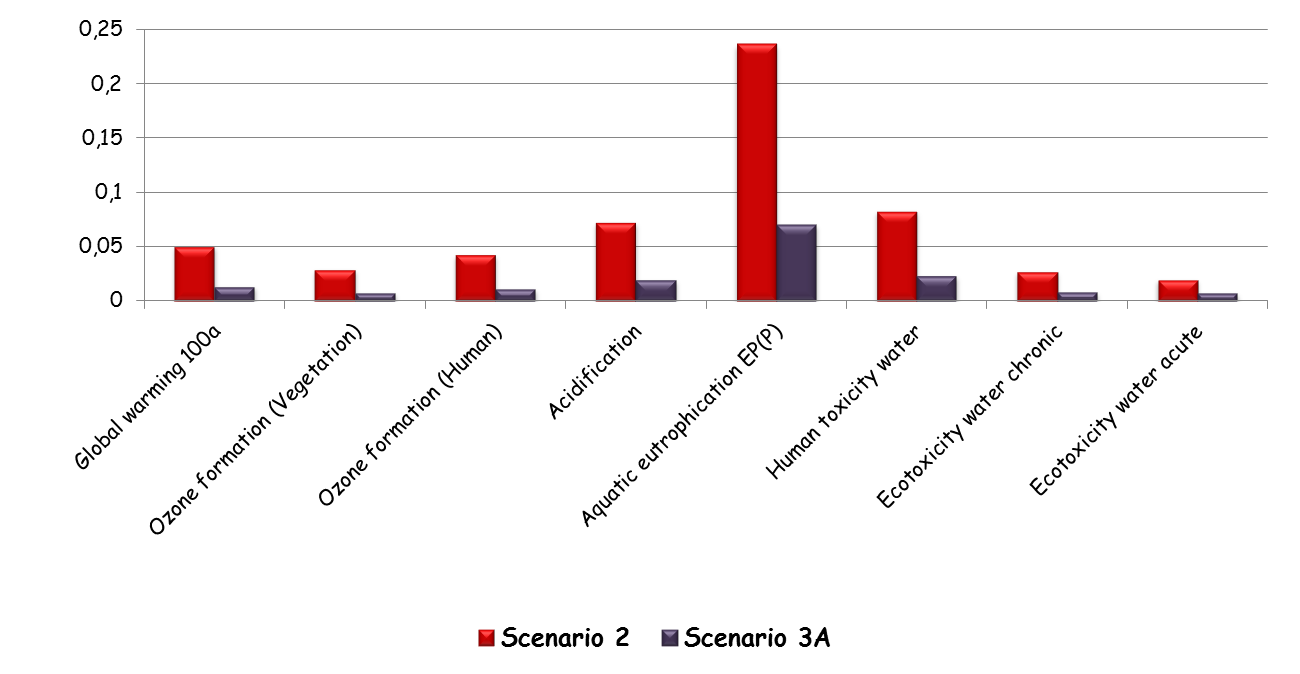 0,25
0,2
0,15
0,1
0,05
0
Global warming 100a
Ozone formation (Vegetation)
Ozone formation (Human)
Acidification
Aquatic eutrophication EP(P)
Human toxicity water
Ecotoxicity water chronic
Ecotoxicity water acute
Scenario 2
Scenario 3A